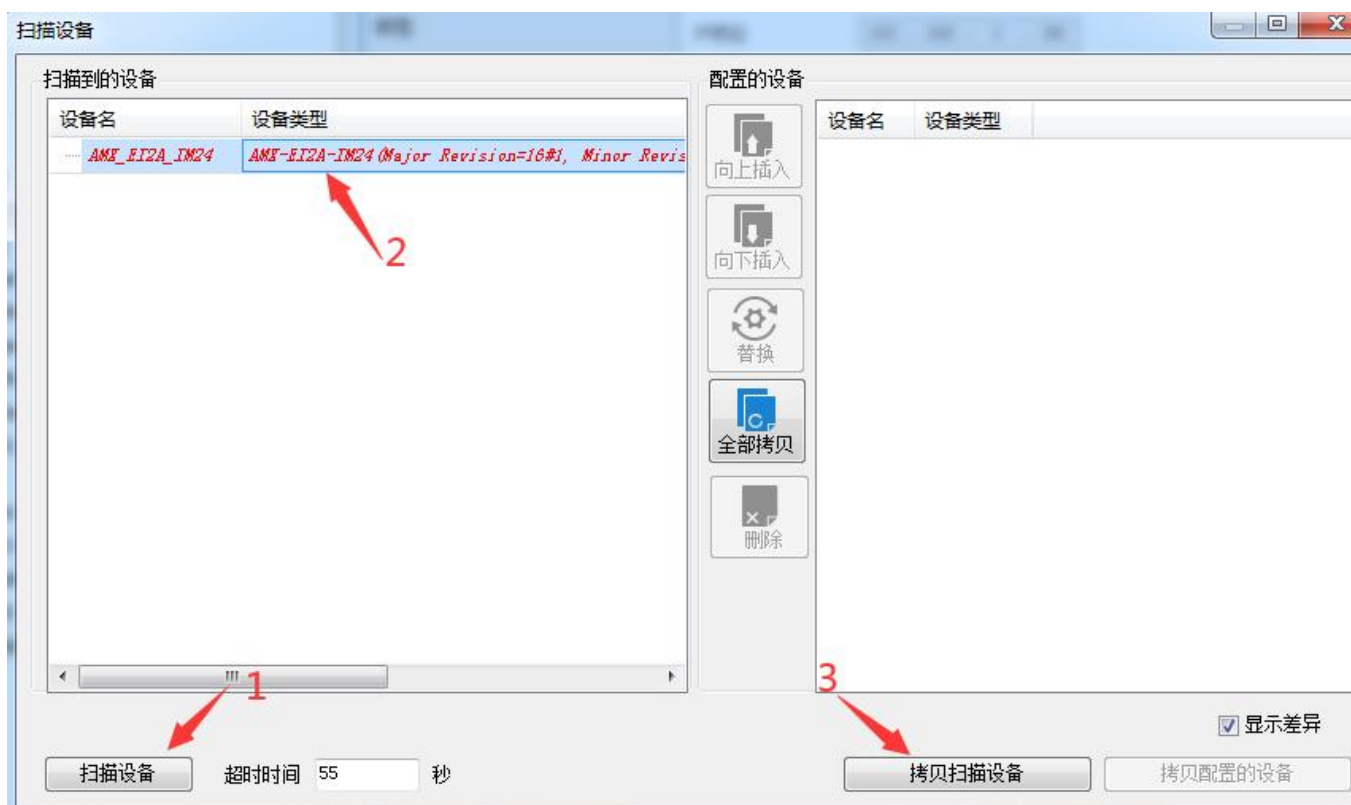 扫描设备
扫描到的设备
设备名 设备类型
AMX_EI2A_IM24 AMX-EI2A-IM24(Major Revision=16#1, Minor Revis
2
1
扫描设备 超时时间 55 秒
配置的设备
设备名 设备类型
向上插入
向下插入
替换
全部拷贝
删除
3
显示差异
拷贝扫描设备 拷贝配置的设备